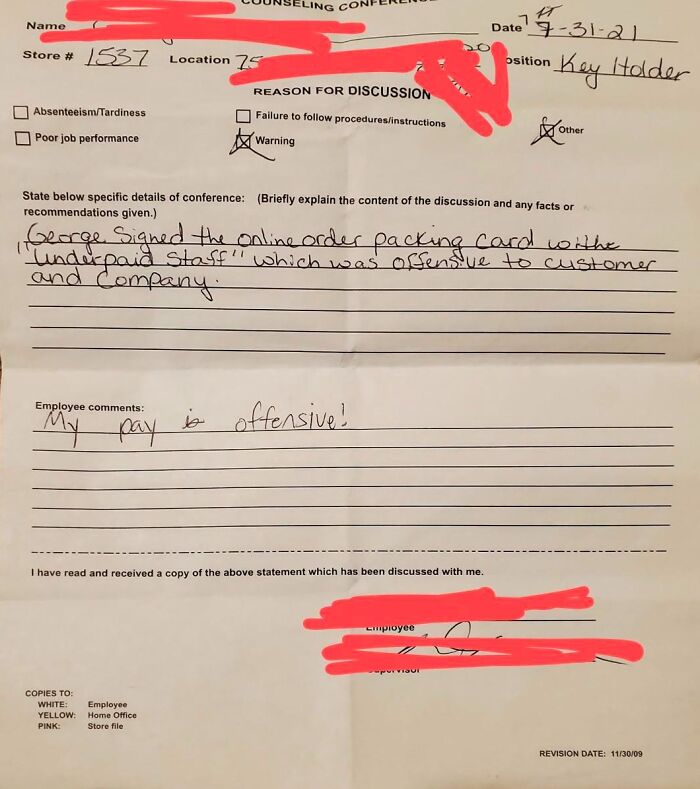 COUNSELING CONFEREN
Name
Date 7-31-21
Store # 1537 Location 75
osition Key Holder
REASON FOR DISCUSSION
Absenteeism/Tardiness
Failure to follow procedures/instructions
Other
Poor job performance
Warning
State below specific details of conference: (Briefly explain the content of the discussion and any facts or
recommendations given.)
George signed the online order packing card withe
"underpaid staff" which was offensive to customer
and company.
Employee comments:
My pay is offensive!
I have read and received a copy of the above statement which has been discussed with me.
Employee
COPIES TO:
WHITE: Employee
YELLOW: Home Office
PINK: Store file
REVISION DATE: 11/30/09